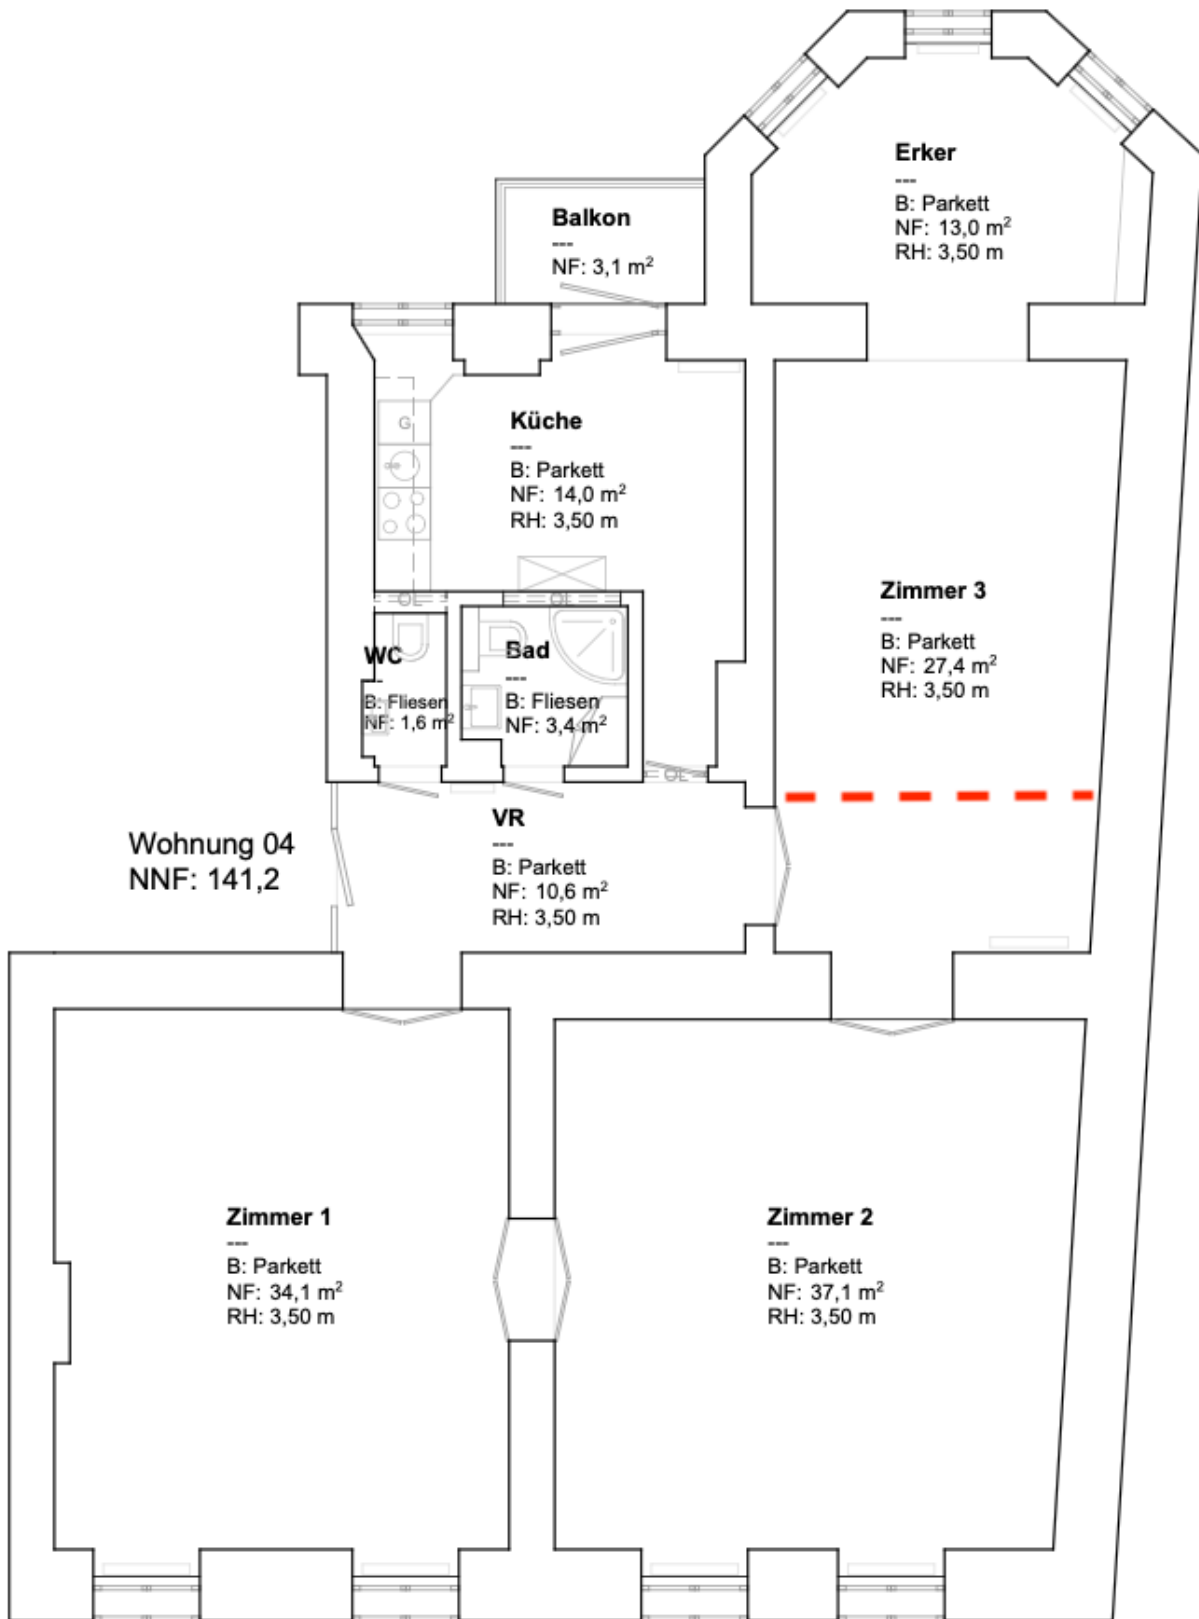 Erker
---
B: Parkett
NF: 13,0 m²
RH: 3,50 m
Balkon
---
NF: 3,1 m²
G
Küche
---
B: Parkett
NF: 14,0 m²
RH: 3,50 m
Zimmer 3
---
B: Parkett
NF: 27,4 m²
RH: 3,50 m
OL
OL
WC
B: Fliesen
NF: 1,6 m²
Bad
---
B: Fliesen
NF: 3,4 m²
OL
VR
---
B: Parkett
NF: 10,6 m²
RH: 3,50 m
Wohnung 04
NNF: 141,2
Zimmer 1
---
B: Parkett
NF: 34,1 m²
RH: 3,50 m
Zimmer 2
---
B: Parkett
NF: 37,1 m²
RH: 3,50 m